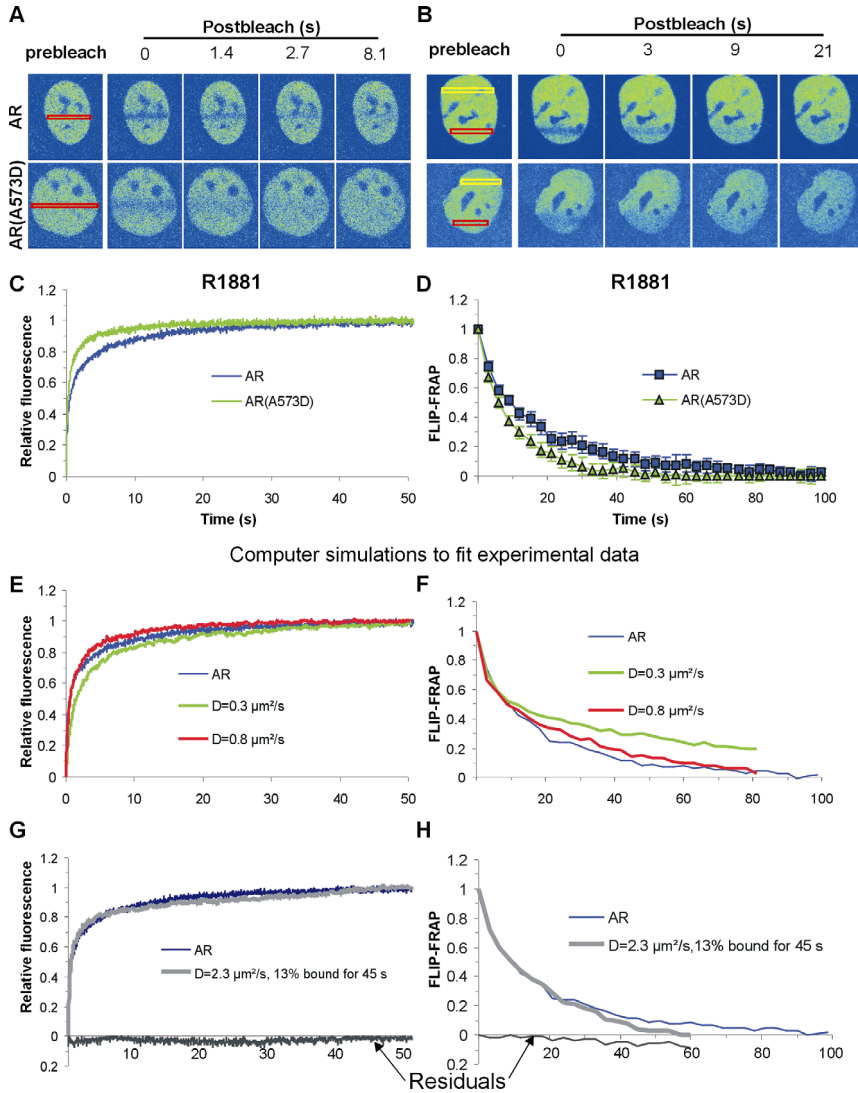 A
Postbleach (s)
prebleach 0 1.4 2.7 8.1
AR
AR(A573D)
B
Postbleach (s)
prebleach 0 3 9 21
C
R1881
Relative fluorescence
1.2
1
0.8
0.6
0.4
0.2
0
AR
AR(A573D)
0 10 20 30 40 50
Time (s)
D
R1881
FLIP-FRAP
1.2
1
0.8
0.6
0.4
0.2
0
AR
AR(A573D)
0 20 40 60 80 100
Time (s)
Computer simulations to fit experimental data
E
Relative fluorescence
1.2
1
0.8
0.6
0.4
0.2
0
AR
D=0.3 µm²/s
D=0.8 µm²/s
0 10 20 30 40 50
F
FLIP-FRAP
1.2
1
0.8
0.6
0.4
0.2
0
AR
D=0.3 µm²/s
D=0.8 µm²/s
20 40 60 80 100
G
Relative fluorescence
1.2
1
0.8
0.6
0.4
0.2
0
0.2
AR
D=2.3 µm²/s, 13% bound for 45 s
10 20 30 40 50
H
FLIP-FRAP
1.2
1
0.8
0.6
0.4
0.2
0
0.2
AR
D=2.3 µm²/s,13% bound for 45 s
20 40 60 80 100
Residuals